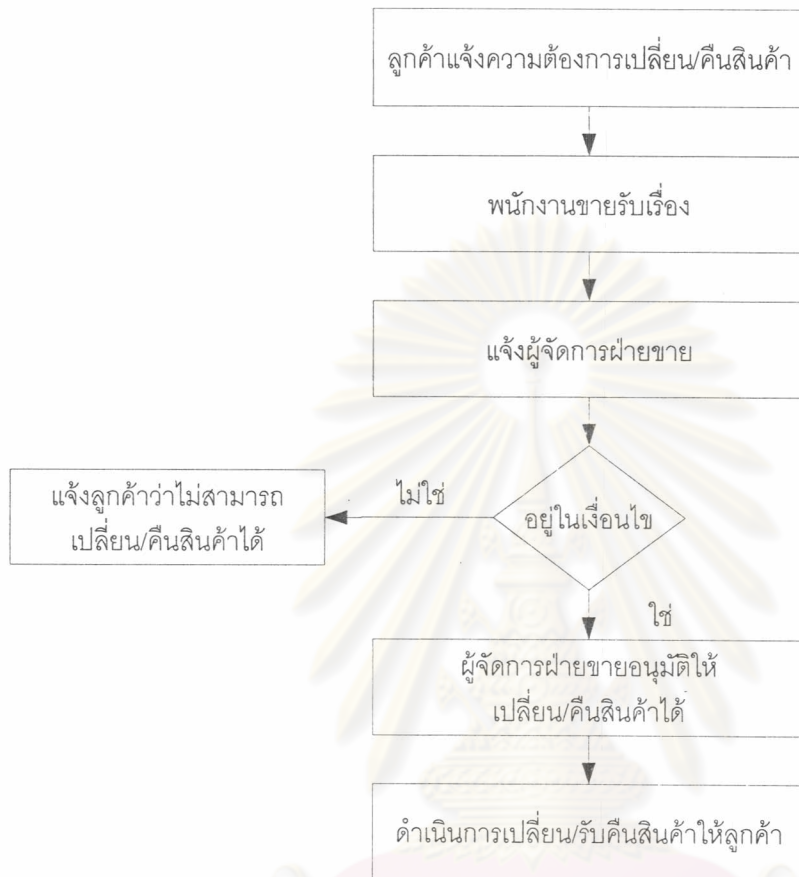 ลูกค้าแจ้งความต้องการเปลี่ยน/คืนสินค้า
พนักงานขายรับเรื่อง
แจ้งผู้จัดการฝ่ายขาย
แจ้งลูกค้าว่าไม่สามารถ
เปลี่ยน/คืนสินค้าได้
ไม่ใช่
อยู่ในเงื่อนไข
ใช่
ผู้จัดการฝ่ายขายอนุมัติให้
เปลี่ยน/คืนสินค้าได้
ดำเนินการเปลี่ยน/รับคืนสินค้าให้ลูกค้า